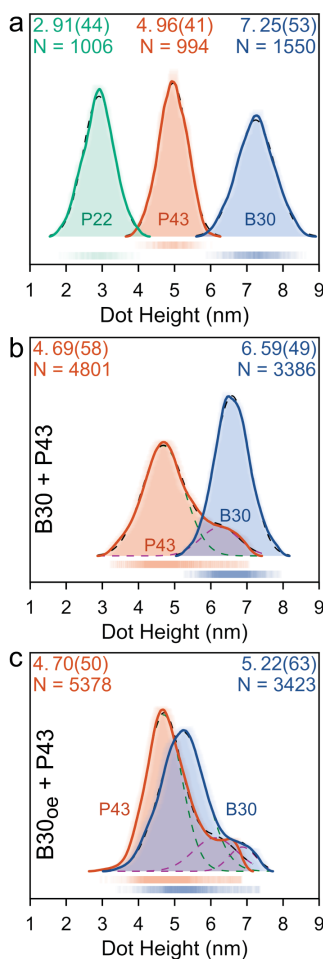 a
2.91(44) 4.96(41) 7.25(53)
N = 1006 N = 994 N = 1550
P22 P43 B30
1 2 3 4 5 6 7 8 9
Dot Height (nm)
b
4.69(58) 6.59(49)
N = 4801 N = 3386
B30 + P43
P43 B30
1 2 3 4 5 6 7 8 9
Dot Height (nm)
c
4.70(50) 5.22(63)
N = 5378 N = 3423
B30oe + P43
P43 B30
1 2 3 4 5 6 7 8 9
Dot Height (nm)